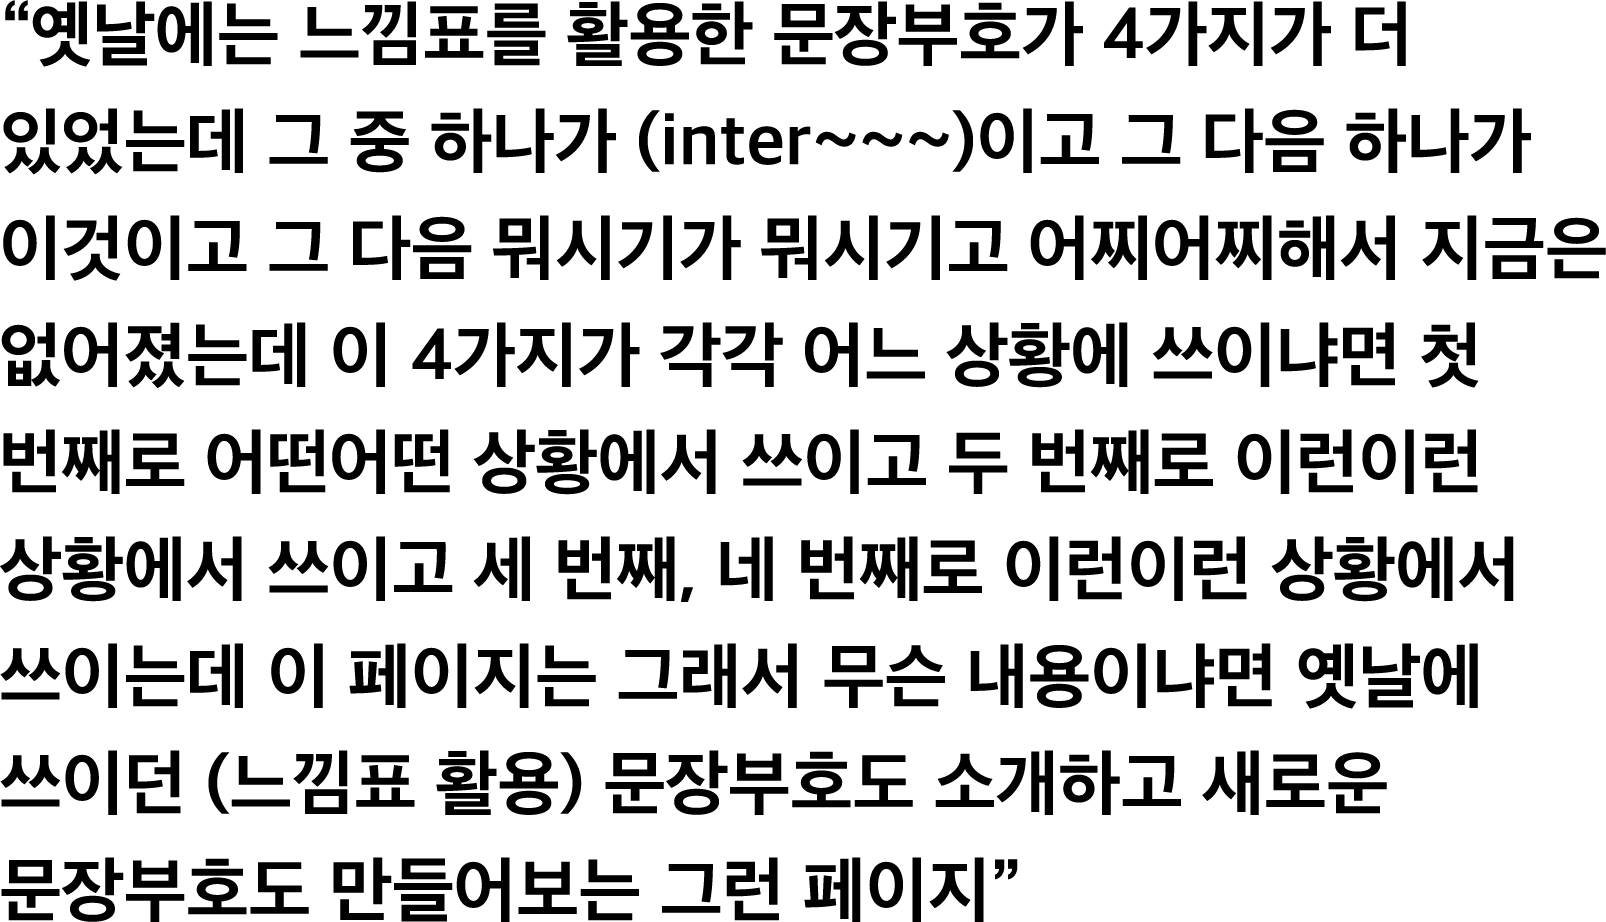 “옛날에는 느낌표를 활용한 문장부호가 4가지가 더
있었는데 그 중 하나가 (inter~~~)이고 그 다음 하나가
이것이고 그 다음 뭐시기가 뭐시기고 어찌어찌해서 지금은
없어졌는데 이 4가지가 각각 어느 상황에 쓰이냐면 첫
번째로 어떤어떤 상황에서 쓰이고 두 번째로 이런이런
상황에서 쓰이고 세 번째, 네 번째로 이런이런 상황에서
쓰이는데 이 페이지는 그래서 무슨 내용이냐면 옛날에
쓰이던 (느낌표 활용) 문장부호도 소개하고 새로운
문장부호도 만들어보는 그런 페이지”